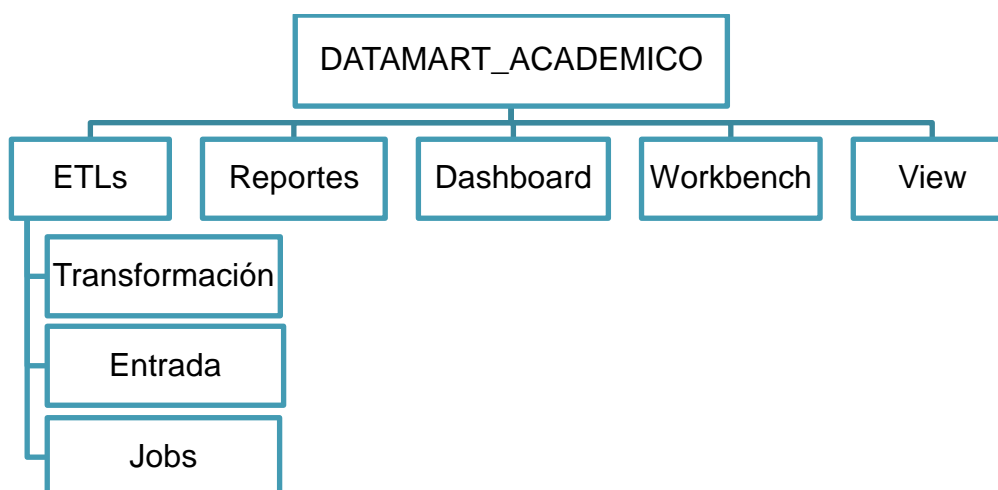 DATAMART_ACADEMICO
ETLs
Reportes
Dashboard
Workbench
View
Transformación
Entrada
Jobs